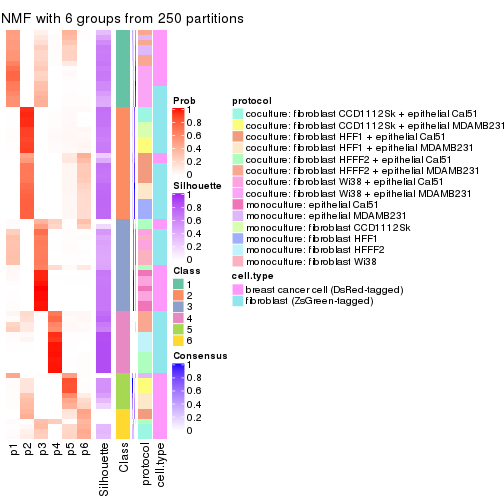 NMF with 6 groups from 250 partitions
Prob
1
0.8
0.6
0.4
0.2
0
Silhouette
1
0.8
0.6
0.4
0.2
0
Class
1
2
3
4
5
6
Consensus
1
0.8
0.6
0.4
0.2
0
protocol
coculture: fibroblast CCD1112Sk + epithelial Cal51
coculture: fibroblast CCD1112Sk + epithelial MDAMB231
coculture: fibroblast HFF1 + epithelial Cal51
coculture: fibroblast HFF1 + epithelial MDAMB231
coculture: fibroblast HFFF2 + epithelial Cal51
coculture: fibroblast HFFF2 + epithelial MDAMB231
coculture: fibroblast Wi38 + epithelial Cal51
coculture: fibroblast Wi38 + epithelial MDAMB231
monoculture: epithelial Cal51
monoculture: epithelial MDAMB231
monoculture: fibroblast CCD1112Sk
monoculture: fibroblast HFF1
monoculture: fibroblast HFFF2
monoculture: fibroblast Wi38
cell.type
breast cancer cell (DsRed-tagged)
fibroblast (ZsGreen-tagged)
p1
p2
p3
p4
p5
p6
Silhouette
Class
protocol
cell.type